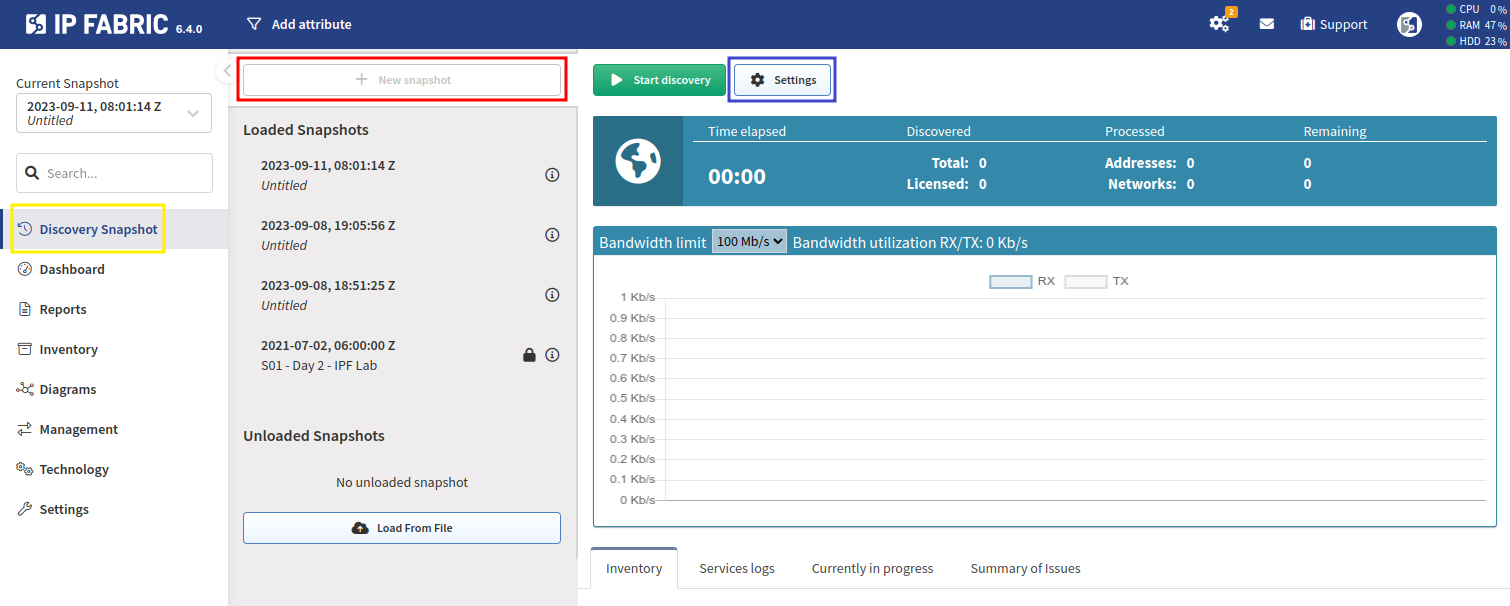 IP FABRIC 6.4.0
Add attribute
2
Support
CPU 0 %
RAM 47 %
HDD 23 %
Current Snapshot
2023-09-11, 08:01:14 Z
Untitled
Search...
Discovery Snapshot
Dashboard
Reports
Inventory
Diagrams
Management
Technology
Settings
New snapshot
Loaded Snapshots
2023-09-11, 08:01:14 Z
Untitled
2023-09-08, 19:05:56 Z
Untitled
2023-09-08, 18:51:25 Z
Untitled
2021-07-02, 06:00:00 Z
S01 - Day 2 - IPF Lab
Unloaded Snapshots
No unloaded snapshot
Load From File
Start discovery
Settings
Time elapsed Discovered Processed Remaining
00:00
Total: 0 Addresses: 0 0
Licensed: 0 Networks: 0 0
Bandwidth limit 100 Mb/s Bandwidth utilization RX/TX: 0 Kb/s
RX TX
1 Kb/s
0.9 Kb/s
0.8 Kb/s
0.7 Kb/s
0.6 Kb/s
0.5 Kb/s
0.4 Kb/s
0.3 Kb/s
0.2 Kb/s
0.1 Kb/s
0 Kb/s
Inventory Services logs Currently in progress Summary of Issues